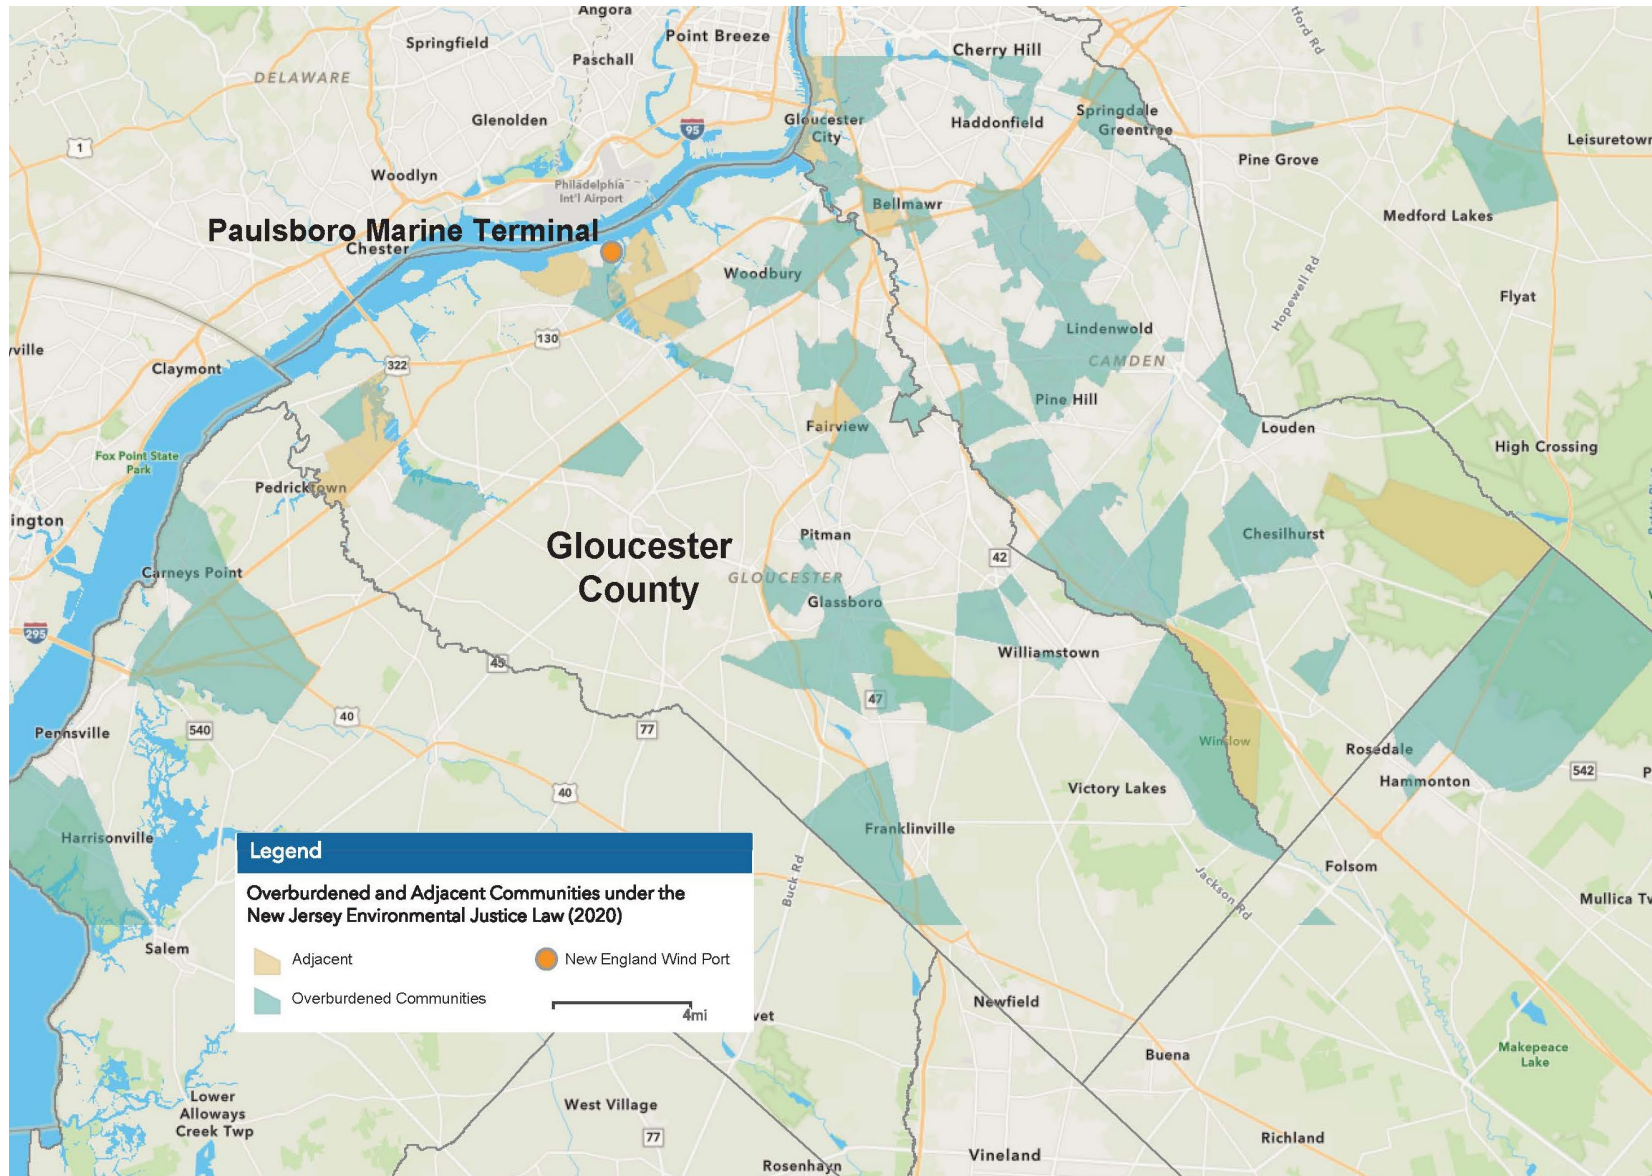 Angora
Springfield
Point Breeze
Cherry Hill
Paschall
DELAWARE
Glenolden
95
Gloucester
City
Haddonfield
Springdale
Greentree
1
Leisuretown
Pine Grove
Woodlyn
Philadelphia
Int'l Airport
Bellmawr
Medford Lakes
Paulsboro Marine Terminal
Chester
Woodbury
Hopewell Rd
Flyat
130
Lindenwold
CAMDEN
322
Claymont
Pine Hill
Fairview
Louden
High Crossing
Fox Point State
Park
Pedricktown
ington
Gloucester
County
Pitman
Chesilhurst
42
Carneys Point
GLOUCESTER
Glassboro
295
45
Williamstown
47
40
77
Pennsville
540
Winslow
Rosedale
542
Hammonton
40
Victory Lakes
Harrisonville
Franklinville
Buck Rd
Jackson Rd
Folsom
Legend
Overburdened and Adjacent Communities under the
New Jersey Environmental Justice Law (2020)
Adjacent
New England Wind Port
Overburdened Communities
4mi
Salem
Mullica Tw
Newfield
vet
Buena
Makepeace
Lake
Lower
Alloways
Creek Twp
West Village
77
Richland
Vineland
Rosenhayn